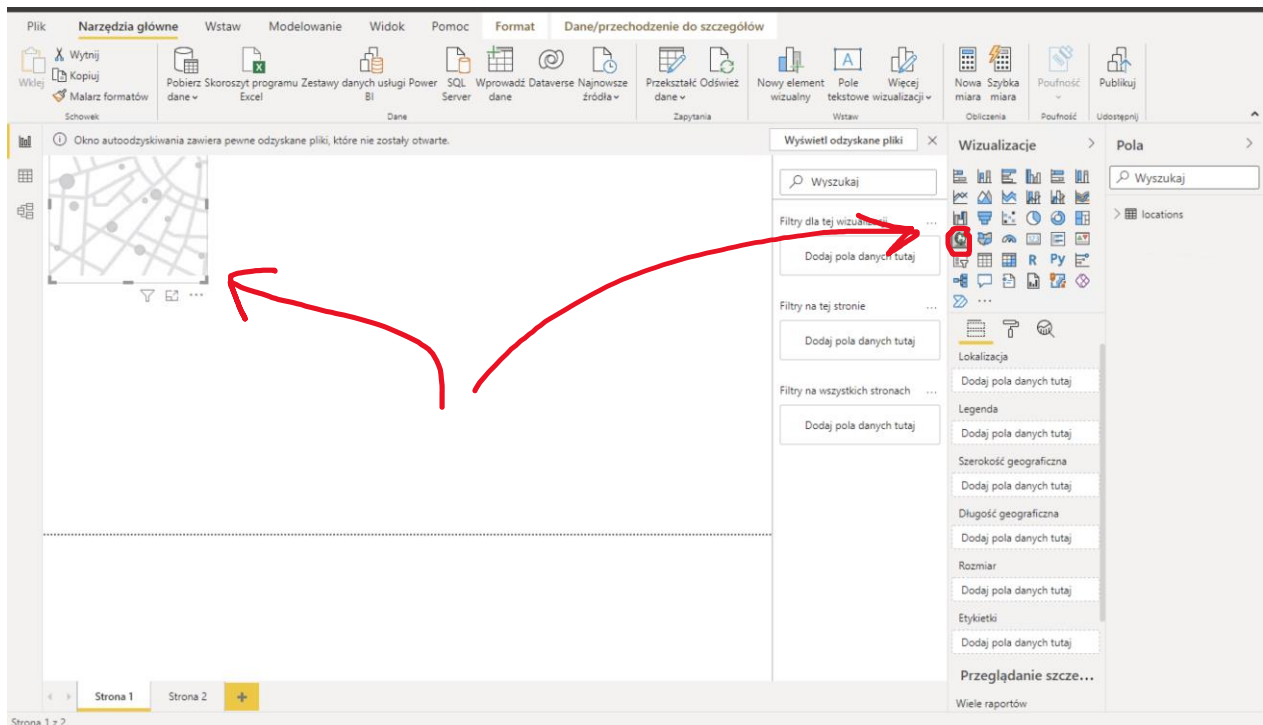 Plik Narzędzia główne Wstaw Modelowanie Widok Pomoc Format Dane/przechodzenie do szczegółów
Wklej
Wytnij
Kopiuj
Malarz formatów
Schowek
Pobierz dane
Skoroszyt programu Excel
Zestawy danych usługi Power BI
SQL Server
Wprowadź dane
Dataverse
Najnowsze źródła
Dane
Przekształć dane
Odśwież
Zapytania
Nowy element wizualny
A
Pole tekstowe
Więcej wizualizacji
Wstaw
Nowa miara
Szybka miara
Obliczenia
Poufność
Poufność
Publikuj
Udostępnij
Okno autoodzyskiwania zawiera pewne odzyskane pliki, które nie zostały otwarte.
Wyświetl odzyskane pliki
Wyszukaj
Filtry dla tej wizualizacji ...
Dodaj pola danych tutaj
Filtry na tej stronie ...
Dodaj pola danych tutaj
Filtry na wszystkich stronach ...
Dodaj pola danych tutaj
Wizualizacje
R Py
Lokalizacja
Dodaj pola danych tutaj
Legenda
Dodaj pola danych tutaj
Szerokość geograficzna
Dodaj pola danych tutaj
Długość geograficzna
Dodaj pola danych tutaj
Rozmiar
Dodaj pola danych tutaj
Etykietki
Dodaj pola danych tutaj
Przeglądanie szcze...
Wiele raportów
Pola
Wyszukaj
locations
Strona 1 Strona 2 +
Strona 1 z 2